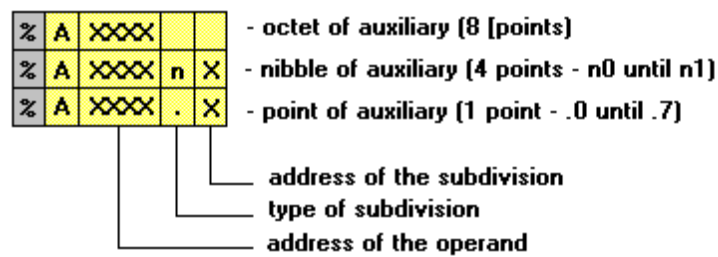 % A XXXX - octet of auxiliary (8 [points)
% A XXXX n X - nibble of auxiliary (4 points - n0 until n1)
% A XXXX . X - point of auxiliary (1 point - .0 until .7)
address of the subdivision
type of subdivision
address of the operand